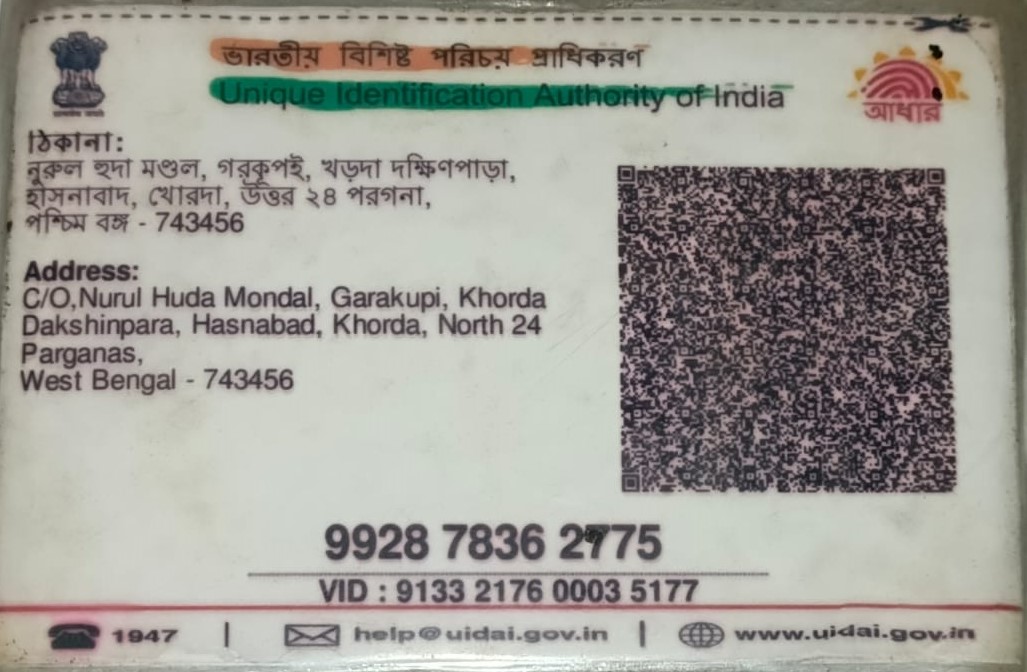 ভারতীয় বিশিষ্ট পরিচয় প্রাধিকরণ
Unique Identification Authority of India
আধার
ঠিকানা:
নুরুল হুদা মণ্ডল, গরকুপই, খড়দা দক্ষিণপাড়া,
হাসনাবাদ, খোরদা, উত্তর ২৪ পরগনা,
পশ্চিম বঙ্গ - 743456
Address:
C/O,Nurul Huda Mondal, Garakupi, Khorda
Dakshinpara, Hasnabad, Khorda, North 24
Parganas,
West Bengal - 743456
9928 7836 2775
VID : 9133 2176 0003 5177
1947 | help@uidai.gov.in | www.uidai.gov.in